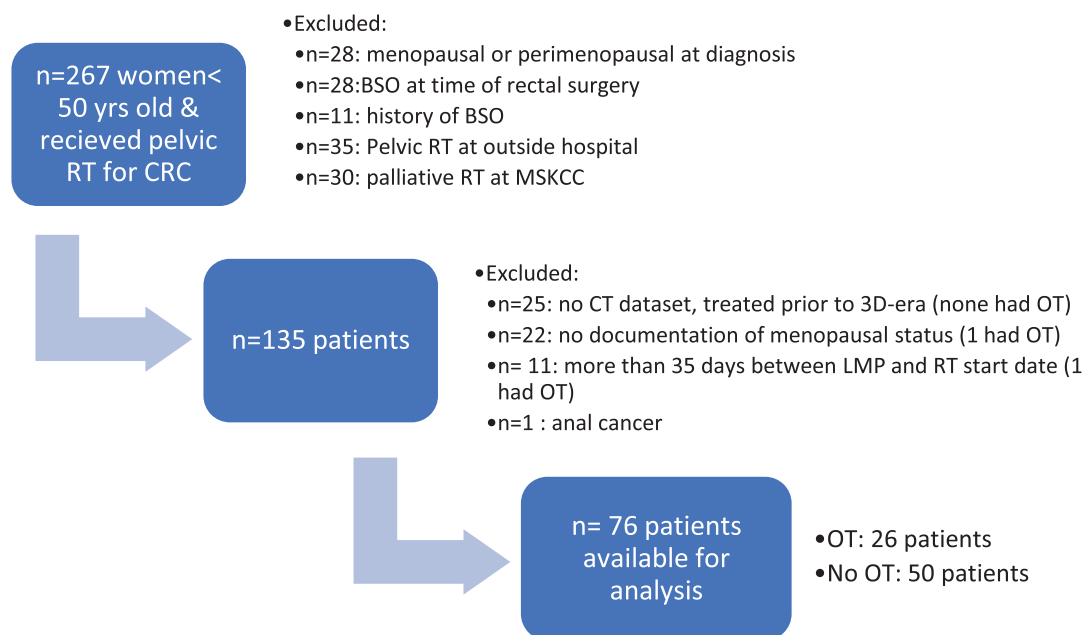 n=267 women<
50 yrs old &
recieved pelvic
RT for CRC
•Excluded:
•n=28: menopausal or perimenopausal at diagnosis
•n=28:BSO at time of rectal surgery
•n=11: history of BSO
•n=35: Pelvic RT at outside hospital
•n=30: palliative RT at MSKCC
n=135 patients
•Excluded:
•n=25: no CT dataset, treated prior to 3D-era (none had OT)
•n=22: no documentation of menopausal status (1 had OT)
•n= 11: more than 35 days between LMP and RT start date (1
had OT)
•n=1 : anal cancer
n= 76 patients
available for
analysis
•OT: 26 patients
•No OT: 50 patients